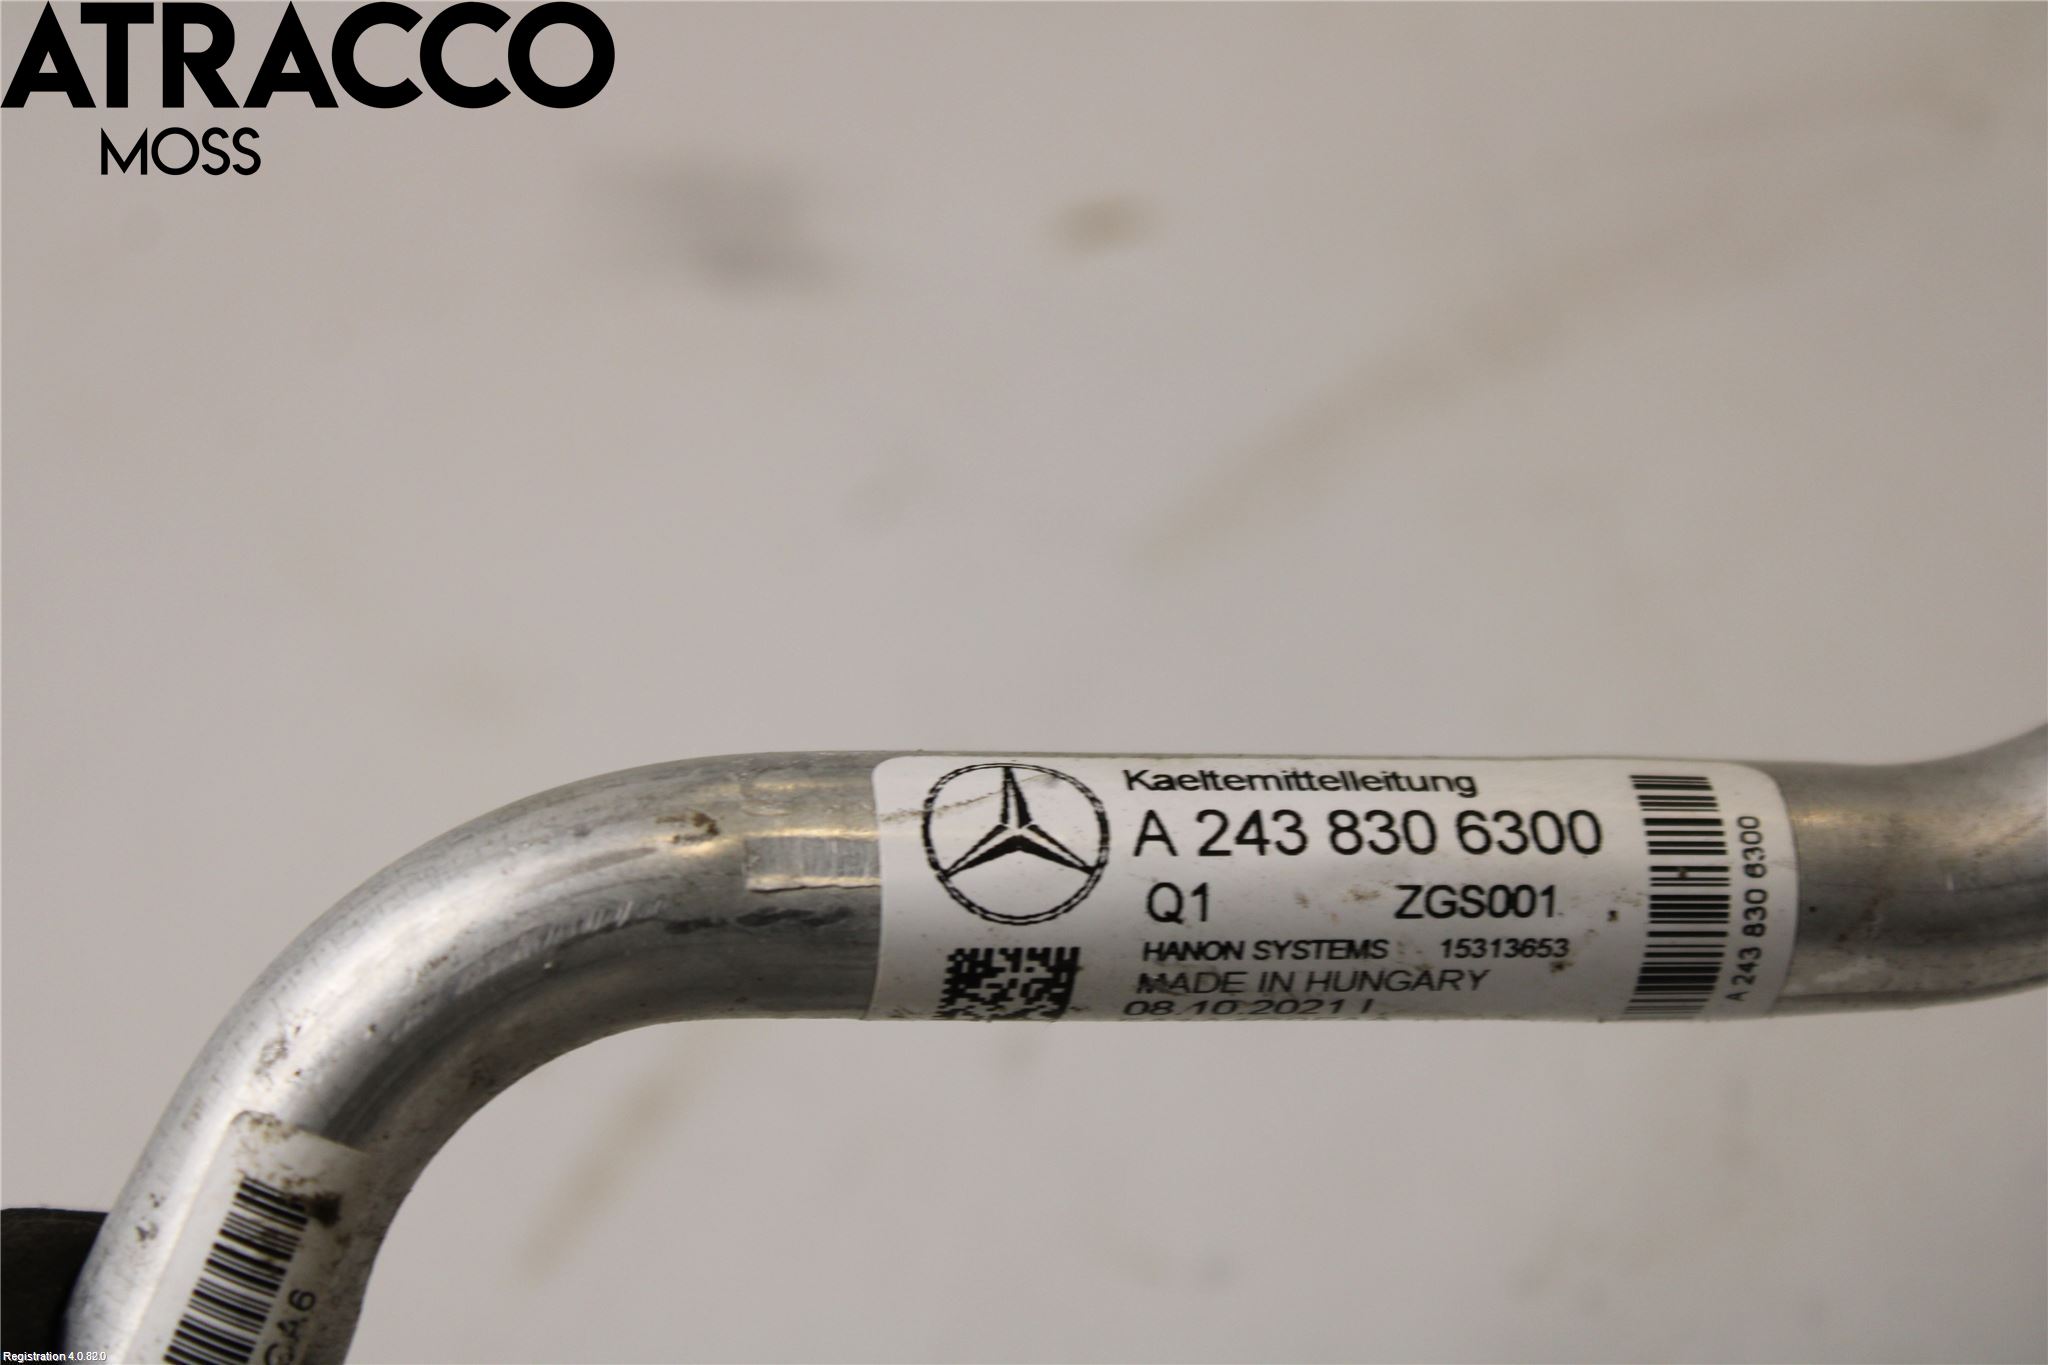 ATRACCO
MOSS
Kaeltemittelleitung
A 243 830 6300
Q1 ZGS001
HANON SYSTEMS 15313653
MADE IN HUNGARY
08.10.2021 I
A 243 830 6300
Registration 4.0.82.0